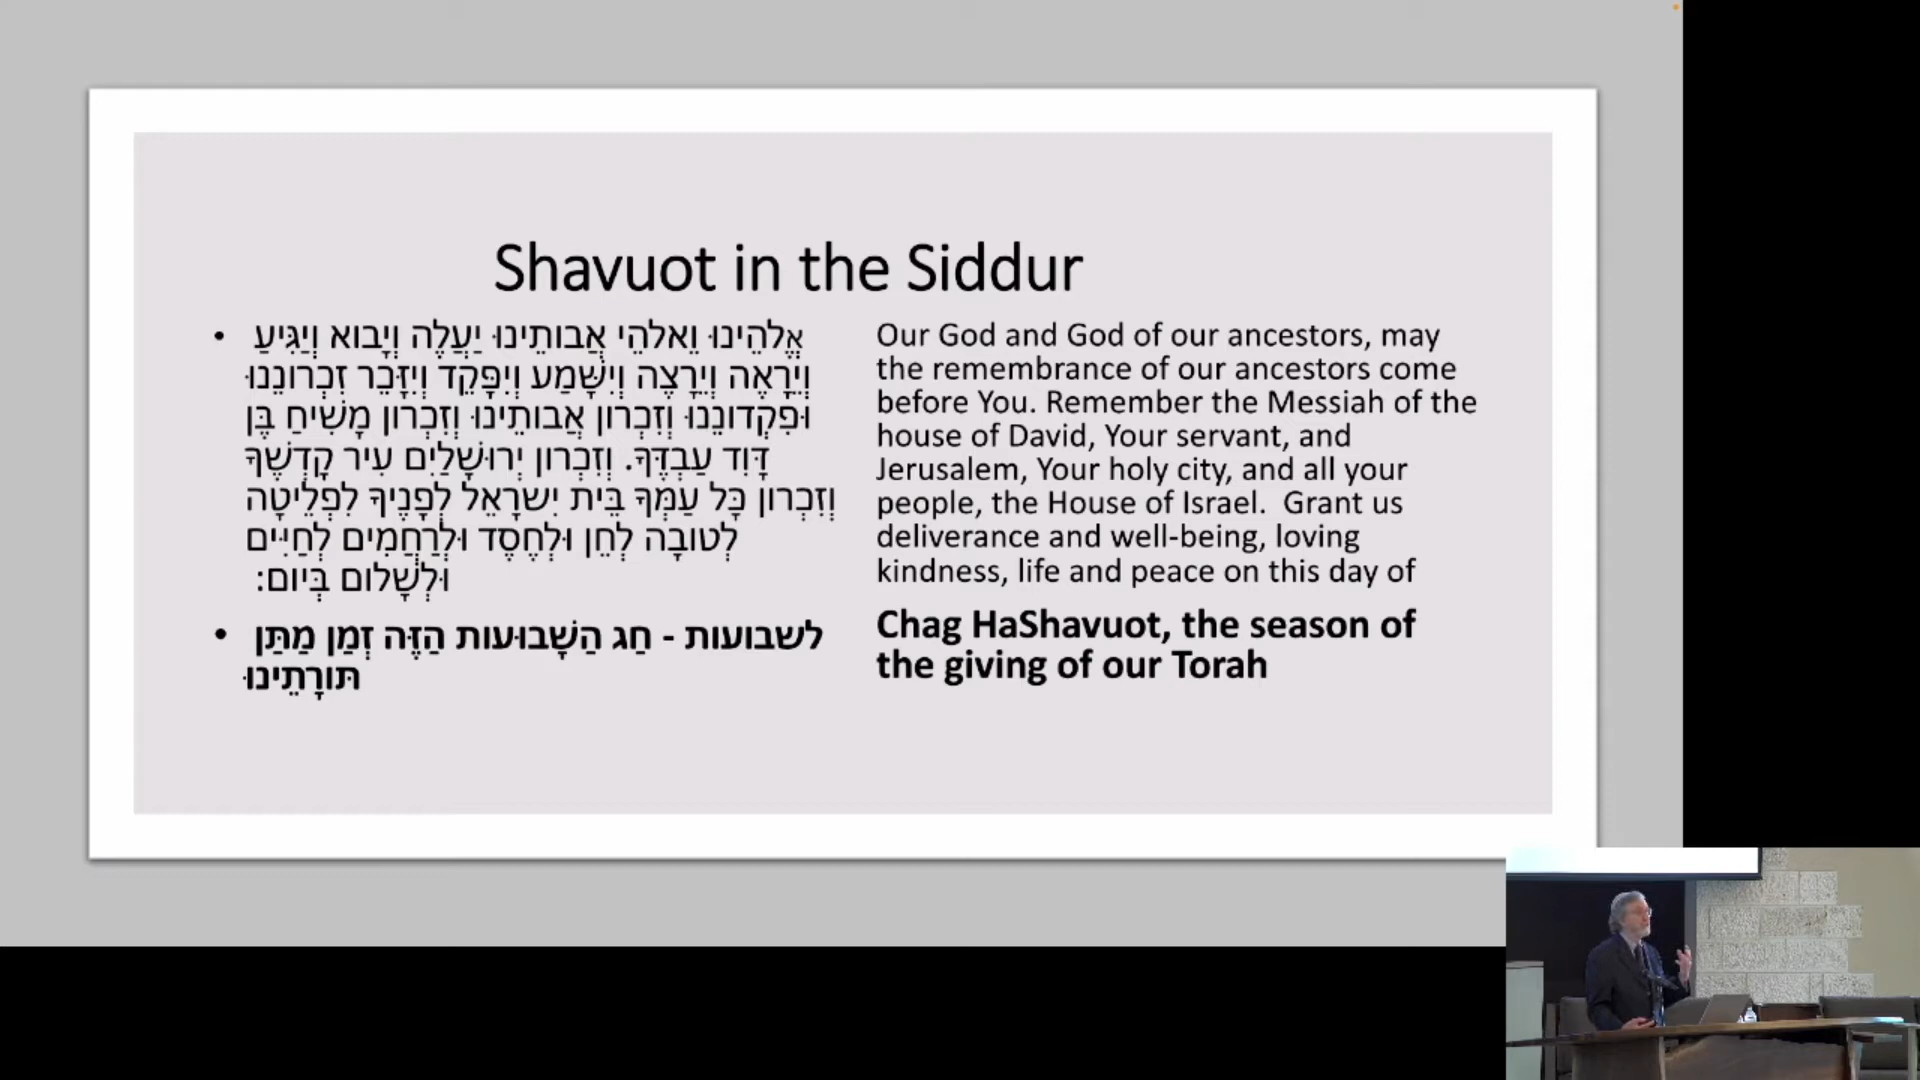 Shavuot in the Siddur
• אֱלֹהֵינוּ וֵאלֹהֵי אֲבוֹתֵינוּ יַעֲלֶה וְיָבוֹא וְיַגִּיעַ
וְיֵרָאֶה וְיֵרָצֶה וְיִשָּׁמַע וְיִפָּקֵד וְיִזָּכֵר זִכְרוֹנֵנוּ
וּפִקְדוֹנֵנוּ וְזִכְרוֹן אֲבוֹתֵינוּ וְזִכְרוֹן מָשִׁיחַ בֶּן
דָּוִד עַבְדֶּךָ. וְזִכְרוֹן יְרוּשָׁלַיִם עִיר קָדְשֶׁךָ
וְזִכְרוֹן כָּל עַמְּךָ בֵּית יִשְׂרָאֵל לְפָנֶיךָ לִפְלֵיטָה
לְטוֹבָה לְחֵן וּלְחֶסֶד וּלְרַחֲמִים לְחַיִּים
וּלְשָׁלוֹם בְּיוֹם:
• לשבועות - חַג הַשָּׁבוּעוֹת הַזֶּה זְמַן מַתַּן
תּוֹרָתֵינוּ
Our God and God of our ancestors, may
the remembrance of our ancestors come
before You. Remember the Messiah of the
house of David, Your servant, and
Jerusalem, Your holy city, and all your
people, the House of Israel.  Grant us
deliverance and well-being, loving
kindness, life and peace on this day of
Chag HaShavuot, the season of
the giving of our Torah